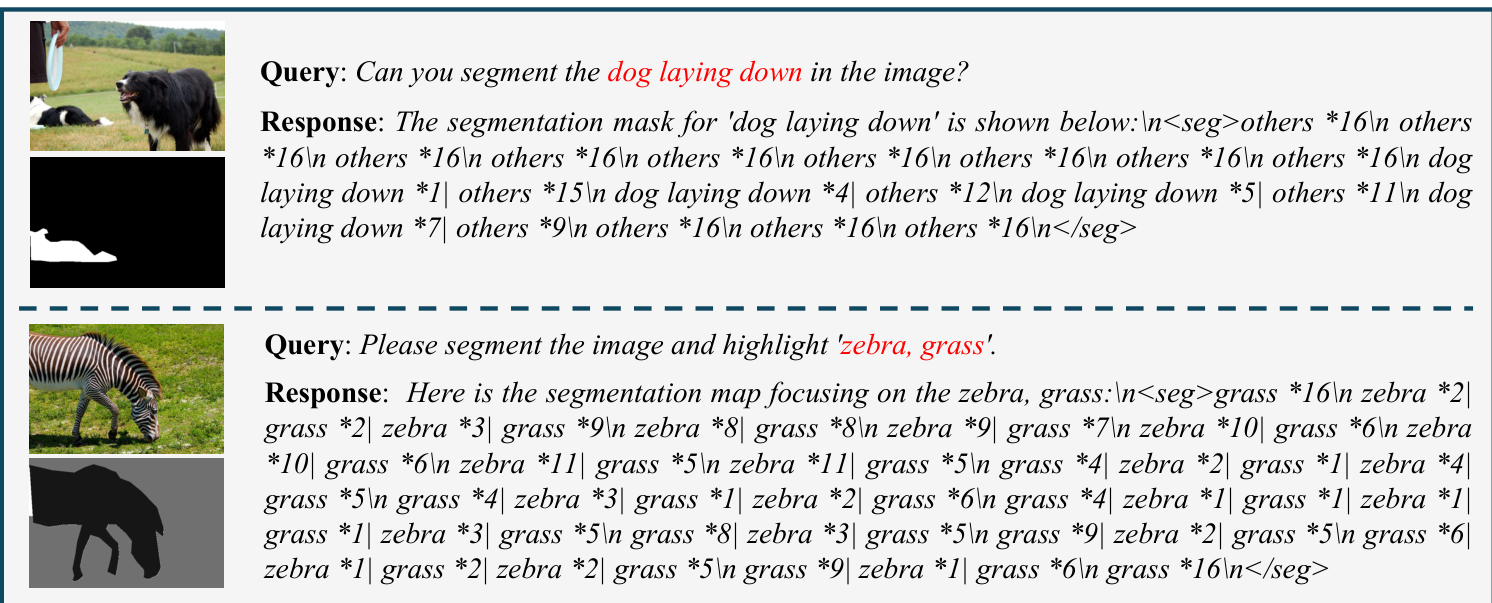 Query: Can you segment the dog laying down in the image?
Response: The segmentation mask for 'dog laying down' is shown below:\n<seg>others *16\n others
*16\n others *16\n others *16\n others *16\n others *16\n others *16\n others *16\n others *16\n dog
laying down *1| others *15\n dog laying down *4| others *12\n dog laying down *5| others *11\n dog
laying down *7| others *9\n others *16\n others *16\n others *16\n</seg>
Query: Please segment the image and highlight 'zebra, grass'.
Response: Here is the segmentation map focusing on the zebra, grass:\n<seg>grass *16\n zebra *2|
grass *2| zebra *3| grass *9\n zebra *8| grass *8\n zebra *9| grass *7\n zebra *10| grass *6\n zebra
*10| grass *6\n zebra *11| grass *5\n zebra *11| grass *5\n grass *4| zebra *2| grass *1| zebra *4|
grass *5\n grass *4| zebra *3| grass *1| zebra *2| grass *6\n grass *4| zebra *1| grass *1| zebra *1|
grass *1| zebra *3| grass *5\n grass *8| zebra *3| grass *5\n grass *9| zebra *2| grass *5\n grass *6|
zebra *1| grass *2| zebra *2| grass *5\n grass *9| zebra *1| grass *6\n grass *16\n</seg>